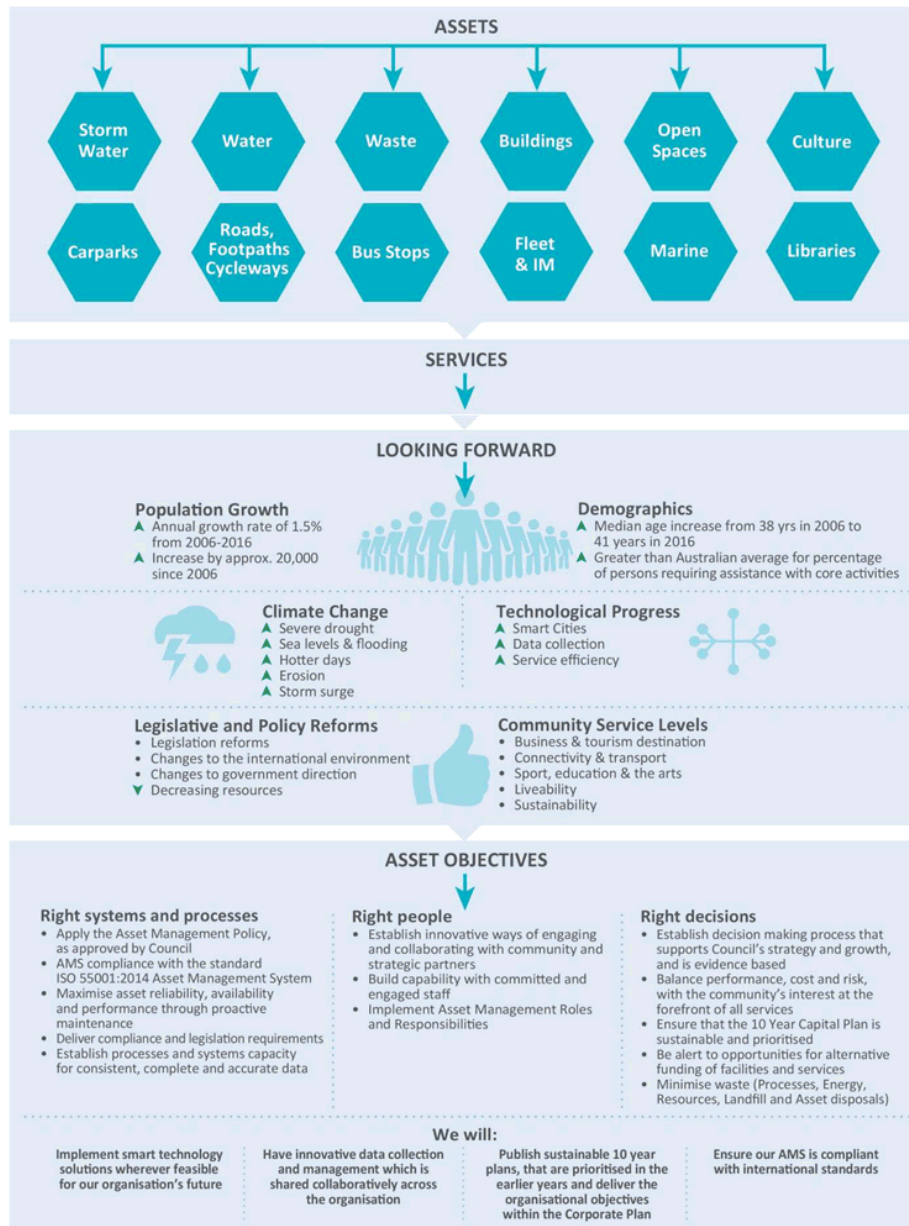 ASSETS
Storm
Water
Water
Waste
Buildings
Open
Spaces
Culture
Carparks
Roads,
Footpaths
Cycleways
Bus Stops
Fleet
& IM
Marine
Libraries
SERVICES
LOOKING FORWARD
Population Growth
Annual growth rate of 1.5%
from 2006-2016
Increase by approx. 20,000
since 2006
Demographics
Median age increase from 38 yrs in 2006 to
41 years in 2016
Greater than Australian average for percentage
of persons requiring assistance with core activities
Climate Change
Severe drought
Sea levels & flooding
Hotter days
Erosion
Storm surge
Technological Progress
Smart Cities
Data collection
Service efficiency
Legislative and Policy Reforms
• Legislation reforms
• Changes to the international environment
• Changes to government direction
Decreasing resources
Community Service Levels
• Business & tourism destination
• Connectivity & transport
• Sport, education & the arts
• Liveability
• Sustainability
ASSET OBJECTIVES
Right systems and processes
• Apply the Asset Management Policy,
as approved by Council
• AMS compliance with the standard
ISO 55001:2014 Asset Management System
• Maximise asset reliability, availability
and performance through proactive
maintenance
• Deliver compliance and legislation requirements
• Establish processes and systems capacity
for consistent, complete and accurate data
Right people
• Establish innovative ways of engaging
and collaborating with community and
strategic partners
• Build capability with committed and
engaged staff
• Implement Asset Management Roles
and Responsibilities
Right decisions
• Establish decision making process that
supports Council's strategy and growth,
and is evidence based
• Balance performance, cost and risk,
with the community's interest at the
forefront of all services
• Ensure that the 10 Year Capital Plan is
sustainable and prioritised
• Be alert to opportunities for alternative
funding of facilities and services
• Minimise waste (Processes, Energy,
Resources, Landfill and Asset disposals)
We will:
Implement smart technology
solutions wherever feasible
for our organisation's future
Have innovative data collection
and management which is
shared collaboratively across
the organisation
Publish sustainable 10 year
plans, that are prioritised in the
earlier years and deliver the
organisational objectives
within the Corporate Plan
Ensure our AMS is compliant
with international standards